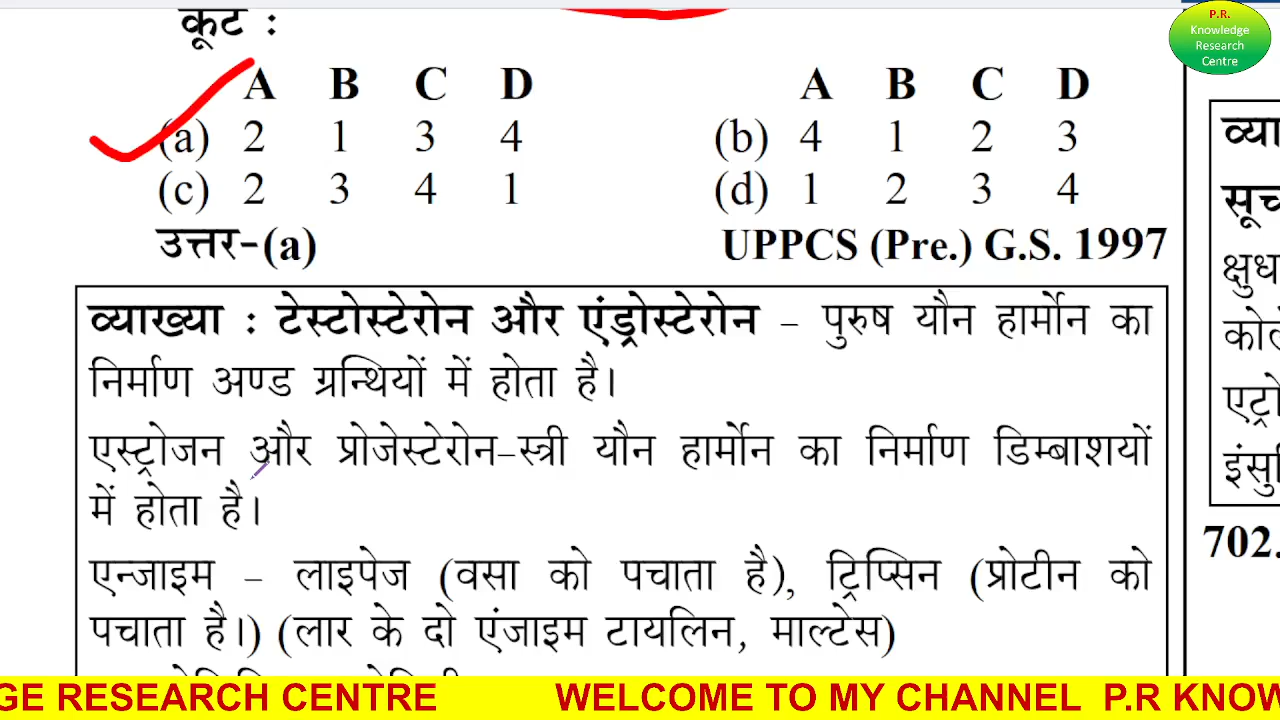 कूट :
A B C D
(a) 2 1 3 4
(c) 2 3 4 1
A B C D
(b) 4 1 2 3
(d) 1 2 3 4
उत्तर-(a)
UPPCS (Pre.) G.S. 1997
व्याख्या : टेस्टोस्टेरोन और एंड्रोस्टेरोन – पुरुष यौन हार्मोन का
निर्माण अण्ड ग्रन्थियों में होता है।
एस्ट्रोजन और प्रोजेस्टेरोन–स्त्री यौन हार्मोन का निर्माण डिम्बाशयों
में होता है।
एन्जाइम – लाइपेज (वसा को पचाता है), ट्रिप्सिन (प्रोटीन को
पचाता है।) (लार के दो एंजाइम टायलिन, माल्टेस)
P.R.
Knowledge
Research
Centre
702.
GE RESEARCH CENTRE WELCOME TO MY CHANNEL P.R KNOW